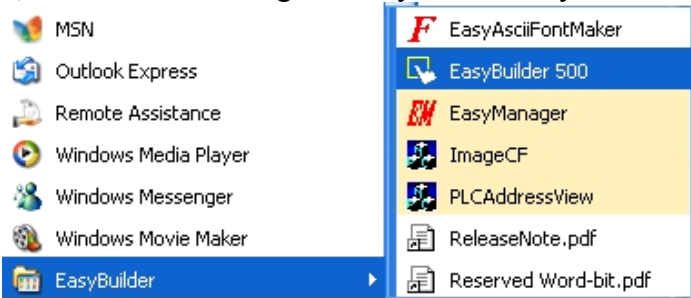 MSN
Outlook Express
Remote Assistance
Windows Media Player
Windows Messenger
Windows Movie Maker
EasyBuilder
EasyAsciiFontMaker
EasyBuilder 500
EasyManager
ImageCF
PLCAddressView
ReleaseNote.pdf
Reserved Word-bit.pdf